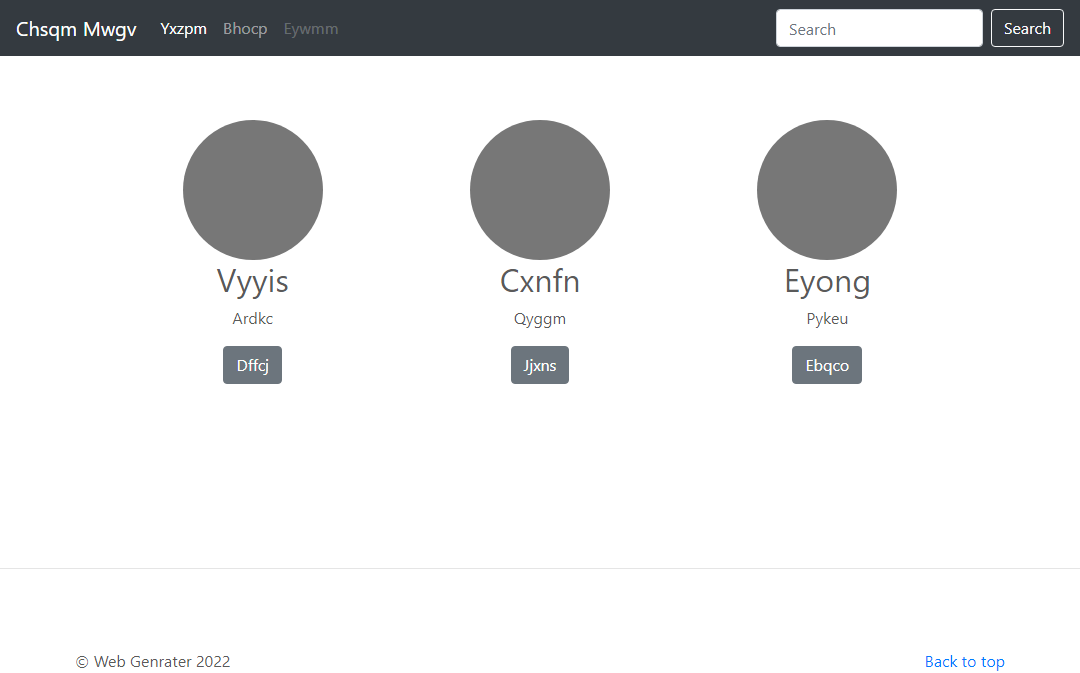 Chsqm Mwgv Yxzpm Bhocp Eywmm Search Search
Vyyis Cxnfn Eyong
Ardkc Qyggm Pykeu
Dffcj Jjxns Ebqco
© Web Genrater 2022 Back to top